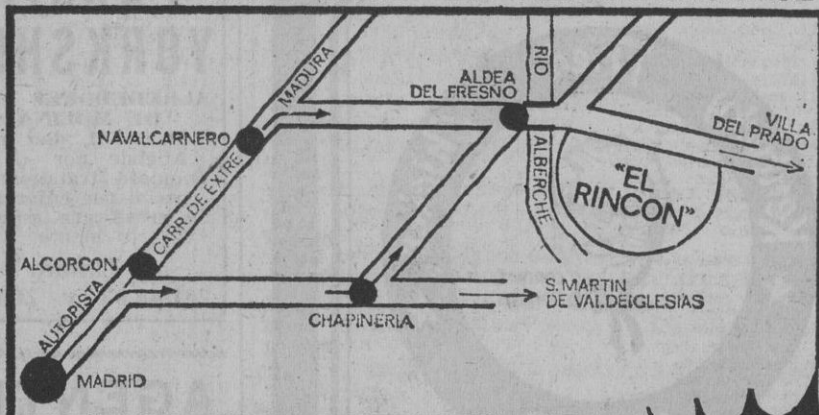 MADURA
ALDEA
DEL FRESNO
RIO
NAVALCARNERO
VILLA
DEL PRADO
CARR. DE EXTRE
ALBERCHE
"EL
RINCON"
ALCORCON
AUTOPISTA
S. MARTIN
DE VALDEIGLESIAS
CHAPINERIA
MADRID